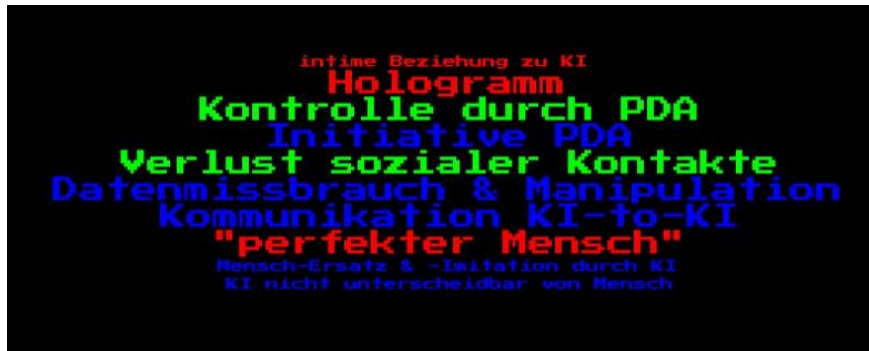 intime Beziehung zu KI
Hologramm
Kontrolle durch PDA
Initiative PDA
Verlust sozialer Kontakte
Datenmissbrauch & Manipulation
Kommunikation KI-to-KI
"perfekter Mensch"
Mensch-Ersatz & -Imitation durch KI
KI nicht unterscheidbar von Mensch